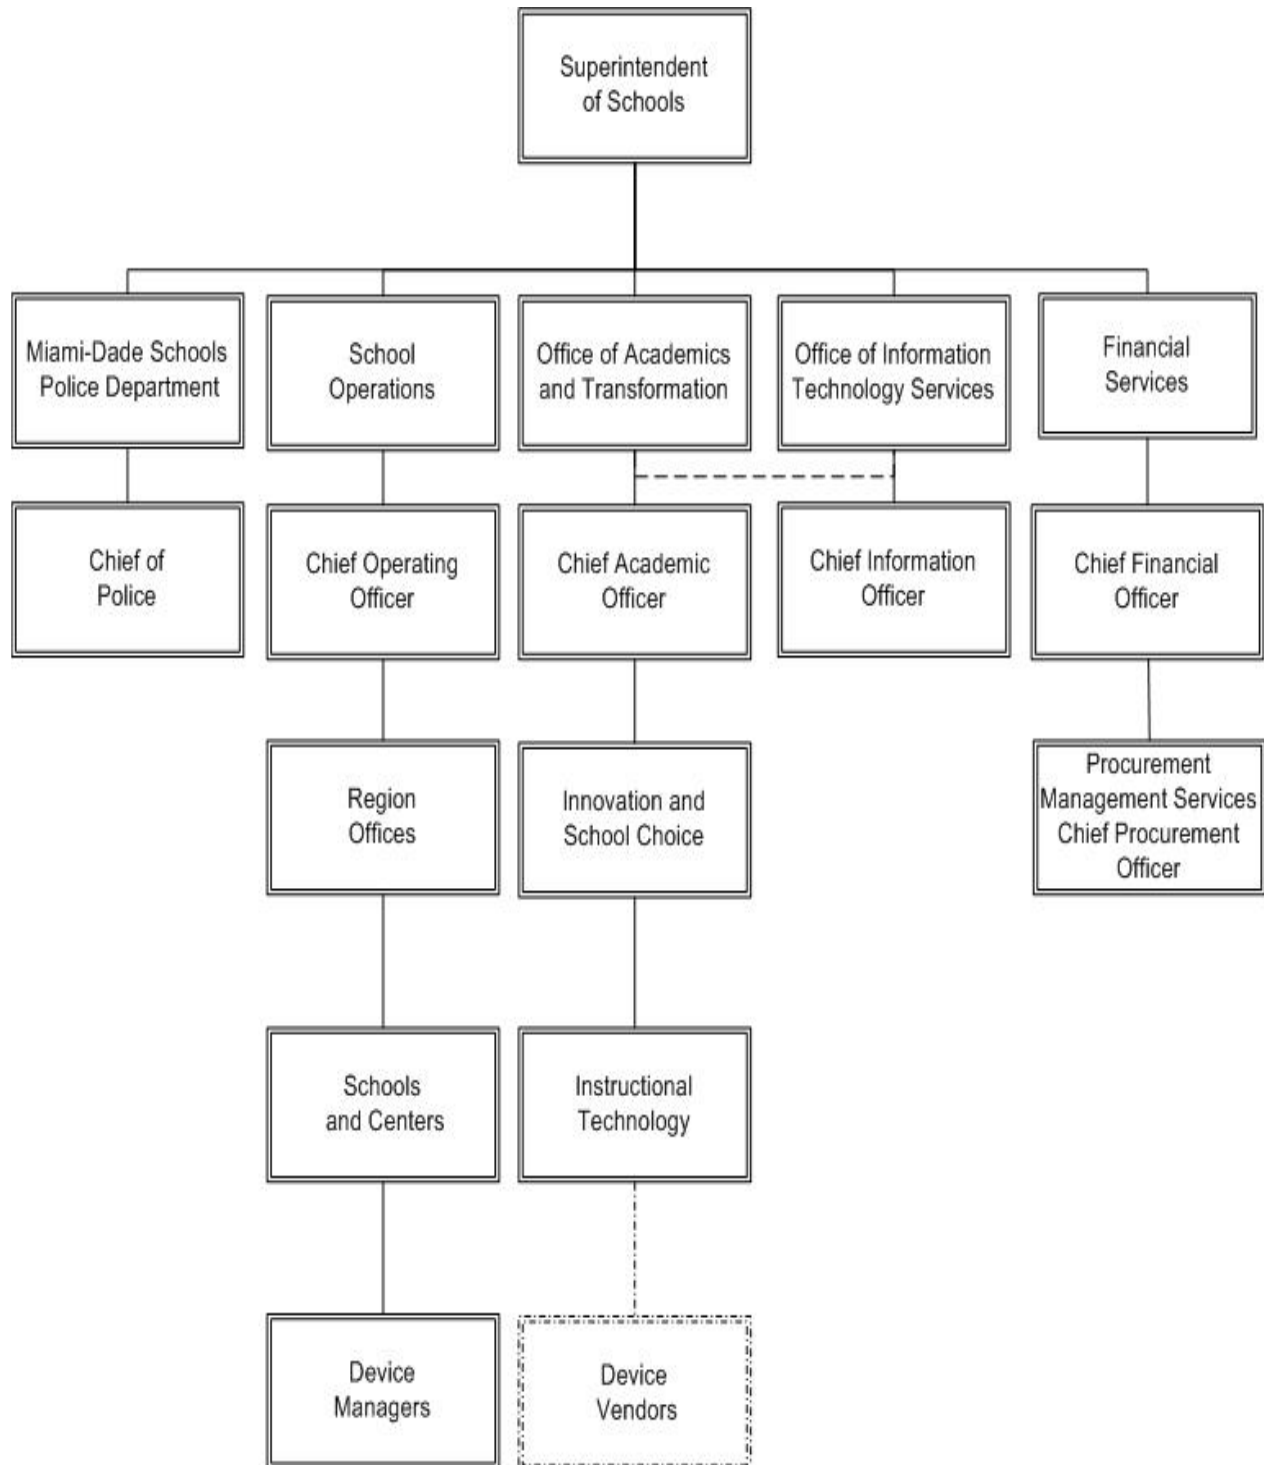 Superintendent
of Schools
Miami-Dade Schools
Police Department
School
Operations
Office of Academics
and Transformation
Office of Information
Technology Services
Financial
Services
Chief of
Police
Chief Operating
Officer
Chief Academic
Officer
Chief Information
Officer
Chief Financial
Officer
Region
Offices
Innovation and
School Choice
Procurement
Management Services
Chief Procurement
Officer
Schools
and Centers
Instructional
Technology
Device
Managers
Device
Vendors